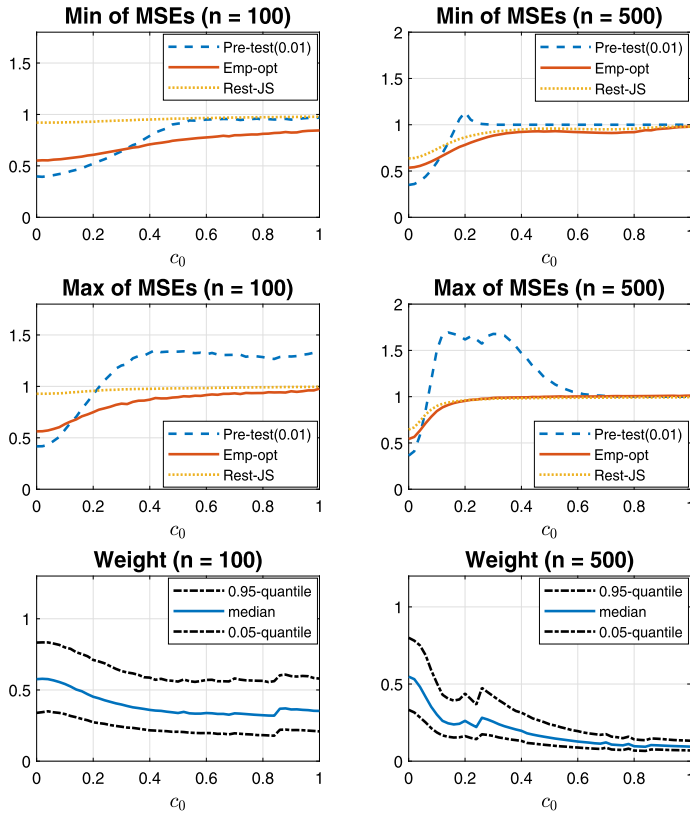 Min of MSEs (n = 100)
1.5
1
0.5
0
Pre-test(0.01)
Emp-opt
Rest-JS
0 0.2 0.4 0.6 0.8 1
c0
Min of MSEs (n = 500)
2
1.5
1
0.5
0
Pre-test(0.01)
Emp-opt
Rest-JS
0 0.2 0.4 0.6 0.8 1
c0
Max of MSEs (n = 100)
1.5
1
0.5
0
Pre-test(0.01)
Emp-opt
Rest-JS
0 0.2 0.4 0.6 0.8 1
c0
Max of MSEs (n = 500)
2
1.5
1
0.5
0
Pre-test(0.01)
Emp-opt
Rest-JS
0 0.2 0.4 0.6 0.8 1
c0
Weight (n = 100)
1
0.5
0
0.95-quantile
median
0.05-quantile
0 0.2 0.4 0.6 0.8 1
c0
Weight (n = 500)
1
0.5
0
0.95-quantile
median
0.05-quantile
0 0.2 0.4 0.6 0.8 1
c0